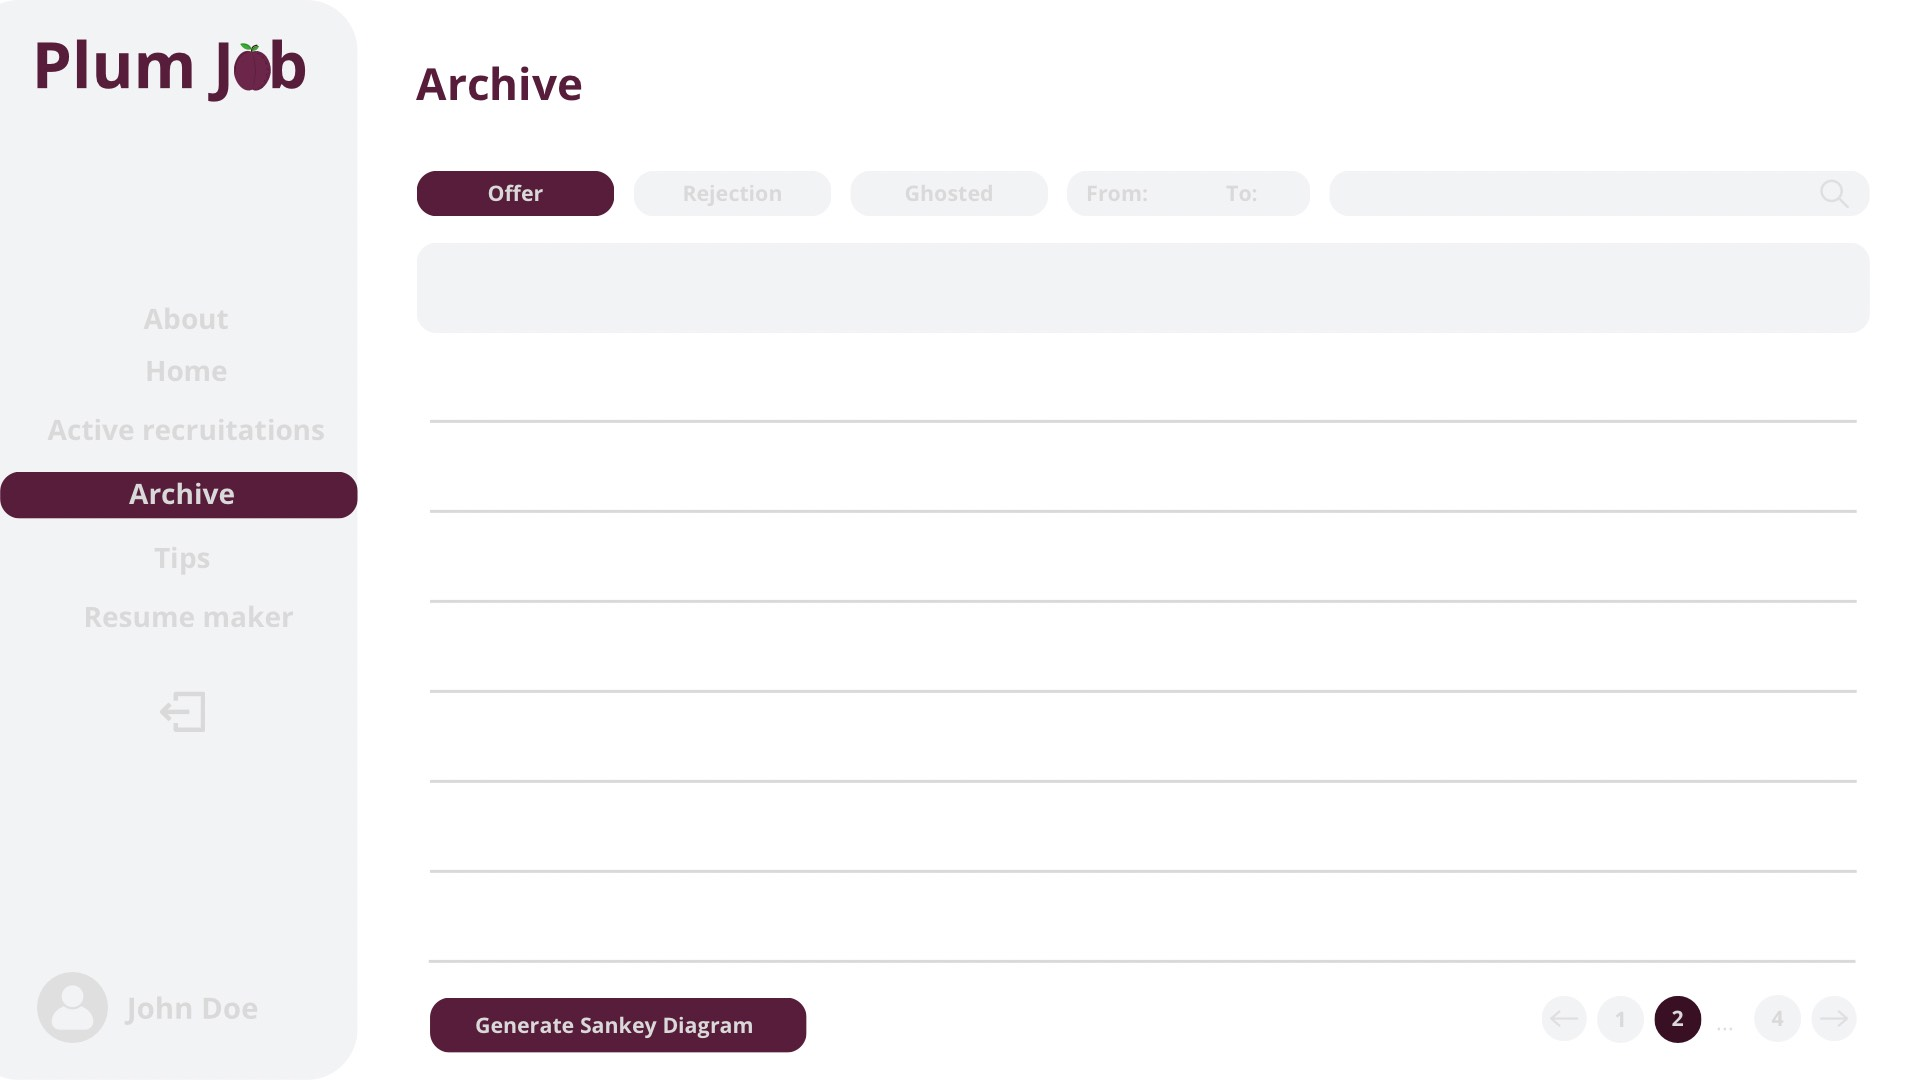 Plum Job
Archive
Offer
Rejection
Ghosted
From: To:
About
Home
Active recruitations
Archive
Tips
Resume maker
John Doe
Generate Sankey Diagram
1 2 ... 4